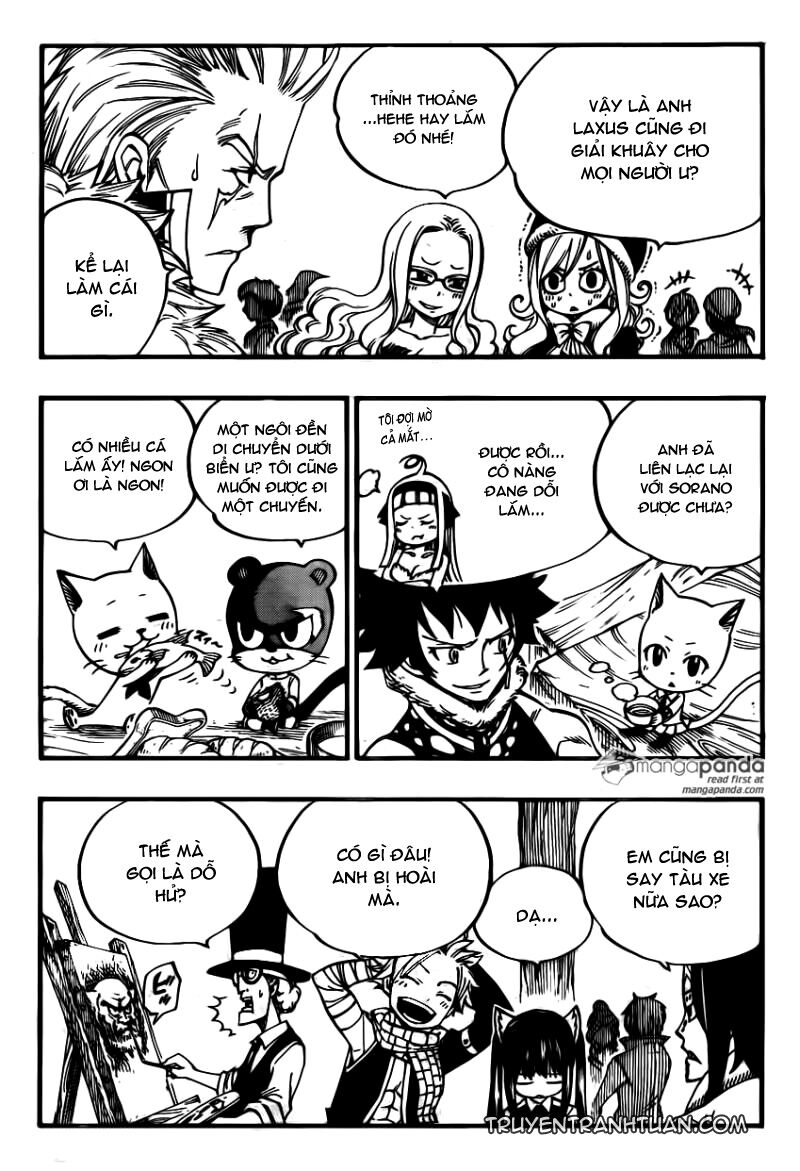 VẬY LÀ ANH
LAXUS CŨNG ĐI
GIẢI KHUÂY CHO
MỌI NGƯỜI Ư?
THỈNH THOẢNG
...HEHE HAY LẮM
ĐÓ NHÉ!
KỂ LẠI
LÀM CÁI
GÌ.
ANH ĐÃ
LIÊN LẠC LẠI
VỚI SORANO
ĐƯỢC CHƯA?
ĐƯỢC RỒI...
CÔ NÀNG
ĐANG DỖI
LẮM...
TÔI ĐỢI MỜ
CẢ MẮT...
MỘT NGÔI ĐỀN
DI CHUYỂN DƯỚI
BIỂN Ư? TÔI CŨNG
MUỐN ĐƯỢC ĐI
MỘT CHUYẾN.
CÓ NHIỀU CÁ
LẮM ẤY! NGON
ƠI LÀ NGON!
mangapanda
read first at
mangapanda.com
EM CŨNG BỊ
SAY TÀU XE
NỮA SAO?
DẠ...
CÓ GÌ ĐÂU!
ANH BỊ HOÀI
MÀ.
THẾ MÀ
GỌI LÀ DỖ
HỬ?
TRUYENTRANHTUAN.COM